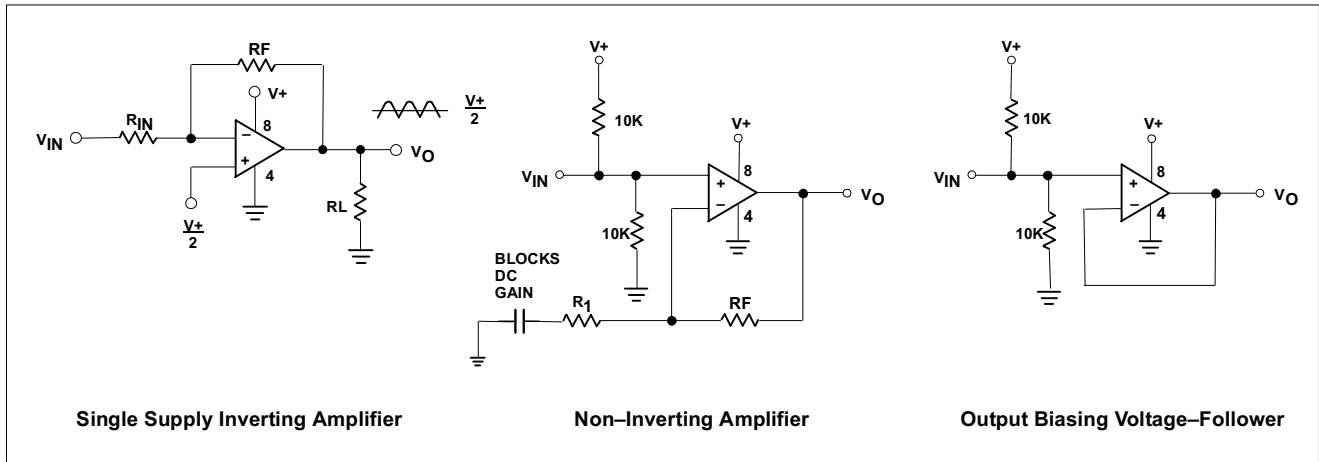 RF
V+
V+
2
RIN
VIN
−
8
+
4
VO
RL
V+
2
V+
10K
V+
VIN
+
8
−
4
VO
10K
BLOCKS
DC
GAIN
R1
RF
V+
10K
V+
VIN
+
8
−
4
VO
10K
Single Supply Inverting Amplifier
Non–Inverting Amplifier
Output Biasing Voltage–Follower